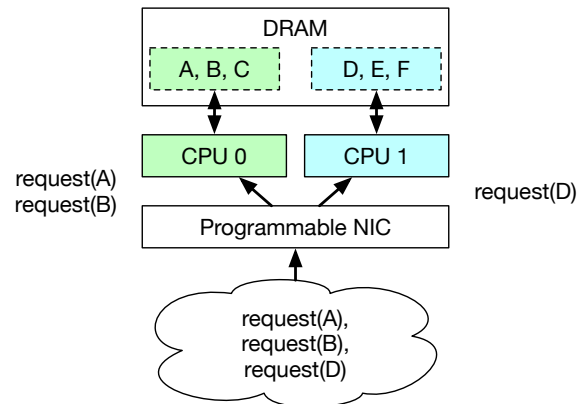 DRAM
A, B, C
D, E, F
CPU 0
CPU 1
request(A)
request(B)
request(D)
Programmable NIC
request(A),
request(B),
request(D)